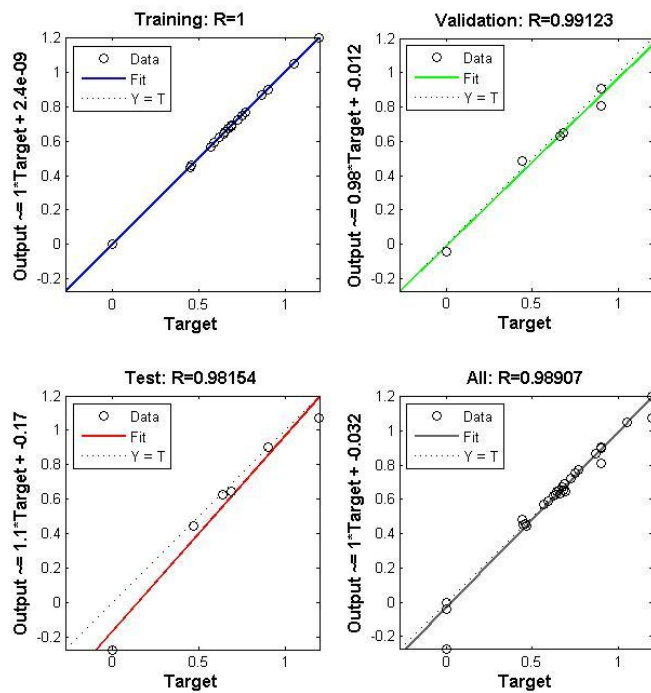 Training: R=1
Output ~= 1*Target + 2.4e-09
1.2
1
0.8
0.6
0.4
0.2
0
-0.2
Data
Fit
Y = T
0
0.5
1
Target
Validation: R=0.99123
Output ~= 0.98*Target + -0.012
1.2
1
0.8
0.6
0.4
0.2
0
-0.2
Data
Fit
Y = T
0
0.5
1
Target
Test: R=0.98154
Output ~= 1.1*Target + -0.17
1.2
1
0.8
0.6
0.4
0.2
0
-0.2
Data
Fit
Y = T
0
0.5
1
Target
All: R=0.98907
Output ~= 1*Target + -0.032
1.2
1
0.8
0.6
0.4
0.2
0
-0.2
Data
Fit
Y = T
0
0.5
1
Target